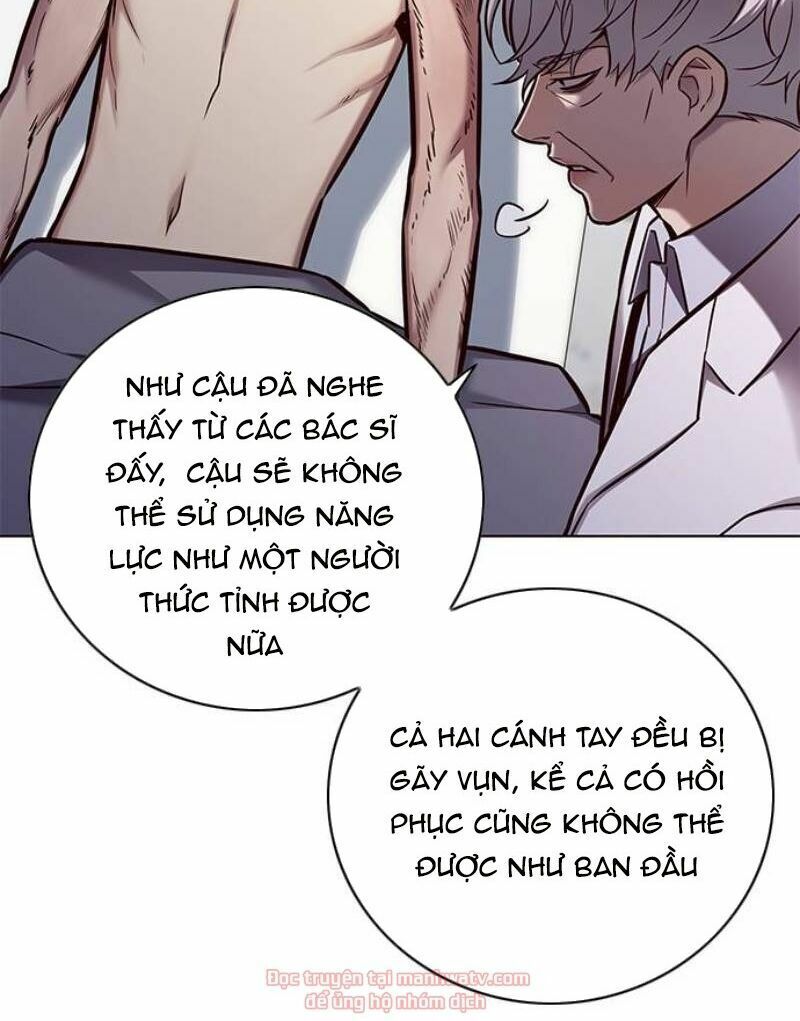 NHƯ CẬU ĐÃ NGHE
THẤY TỪ CÁC BÁC SĨ
ĐẤY, CẬU SẼ KHÔNG
THỂ SỬ DỤNG NĂNG
LỰC NHƯ MỘT NGƯỜI
THỨC TỈNH ĐƯỢC
NỮA
CẢ HAI CÁNH TAY ĐỀU BỊ
GÃY VỤN, KỂ CẢ CÓ HỒI
PHỤC CŨNG KHÔNG THỂ
ĐƯỢC NHƯ BAN ĐẦU
Đọc truyện tại manhwatv.com
để ủng hộ nhóm dịch